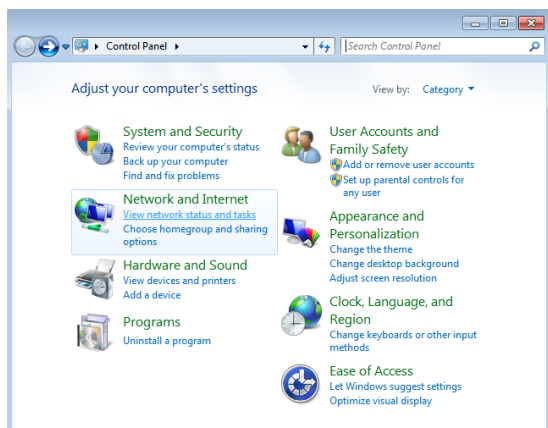 Control Panel
Search Control Panel
Adjust your computer's settings
View by: Category
System and Security
Review your computer's status
Back up your computer
Find and fix problems
Network and Internet
View network status and tasks
Choose homegroup and sharing
options
Hardware and Sound
View devices and printers
Add a device
Programs
Uninstall a program
User Accounts and
Family Safety
Add or remove user accounts
Set up parental controls for
any user
Appearance and
Personalization
Change the theme
Change desktop background
Adjust screen resolution
Clock, Language, and
Region
Change keyboards or other input
methods
Ease of Access
Let Windows suggest settings
Optimize visual display